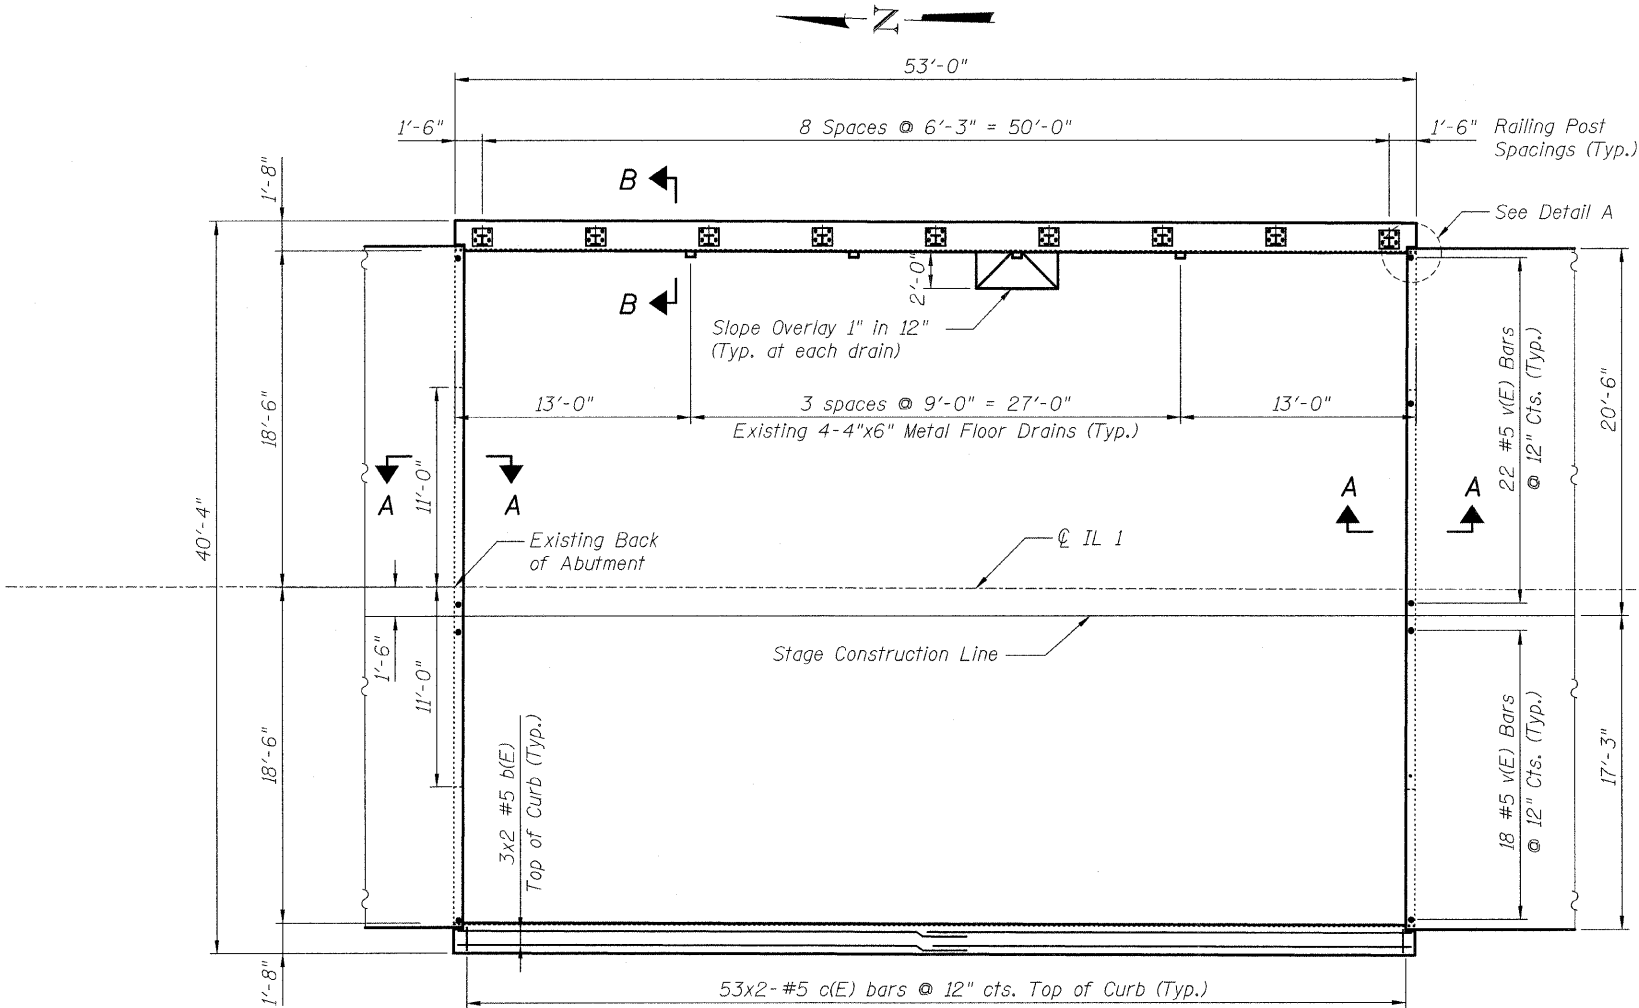 N
53'-0"
1'-6"
8 Spaces @ 6'-3" = 50'-0"
1'-6"
Railing Post
Spacings (Typ.)
1'-8"
B
See Detail A
B
2'-0"
Slope Overlay 1" in 12"
(Typ. at each drain)
18'-6"
13'-0"
3 spaces @ 9'-0" = 27'-0"
13'-0"
Existing 4-4"x6" Metal Floor Drains (Typ.)
22 #5 v(E) Bars
@ 12" Cts. (Typ.)
20'-6"
11'-0"
A
A
A
A
40'-4"
Existing Back
of Abutment
℄ IL 1
1'-6"
Stage Construction Line
11'-0"
18'-6"
3x2 #5 b(E)
Top of Curb (Typ.)
18 #5 v(E) Bars
@ 12" Cts. (Typ.)
17'-3"
1'-8"
53x2-#5 c(E) bars @ 12" cts. Top of Curb (Typ.)